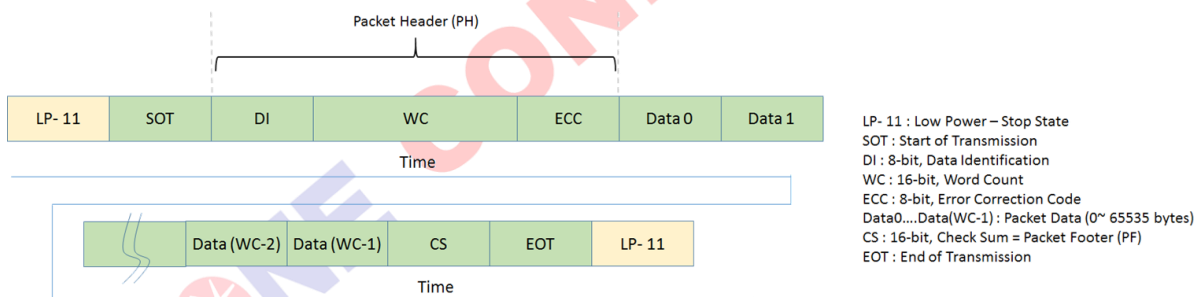 Packet Header (PH)
LP- 11 SOT DI WC ECC Data 0 Data 1
Time
Data (WC-2) Data (WC-1) CS EOT LP- 11
Time
LP- 11 : Low Power – Stop State
SOT : Start of Transmission
DI : 8-bit, Data Identification
WC : 16-bit, Word Count
ECC : 8-bit, Error Correction Code
Data0....Data(WC-1) : Packet Data (0~ 65535 bytes)
CS : 16-bit, Check Sum = Packet Footer (PF)
EOT : End of Transmission